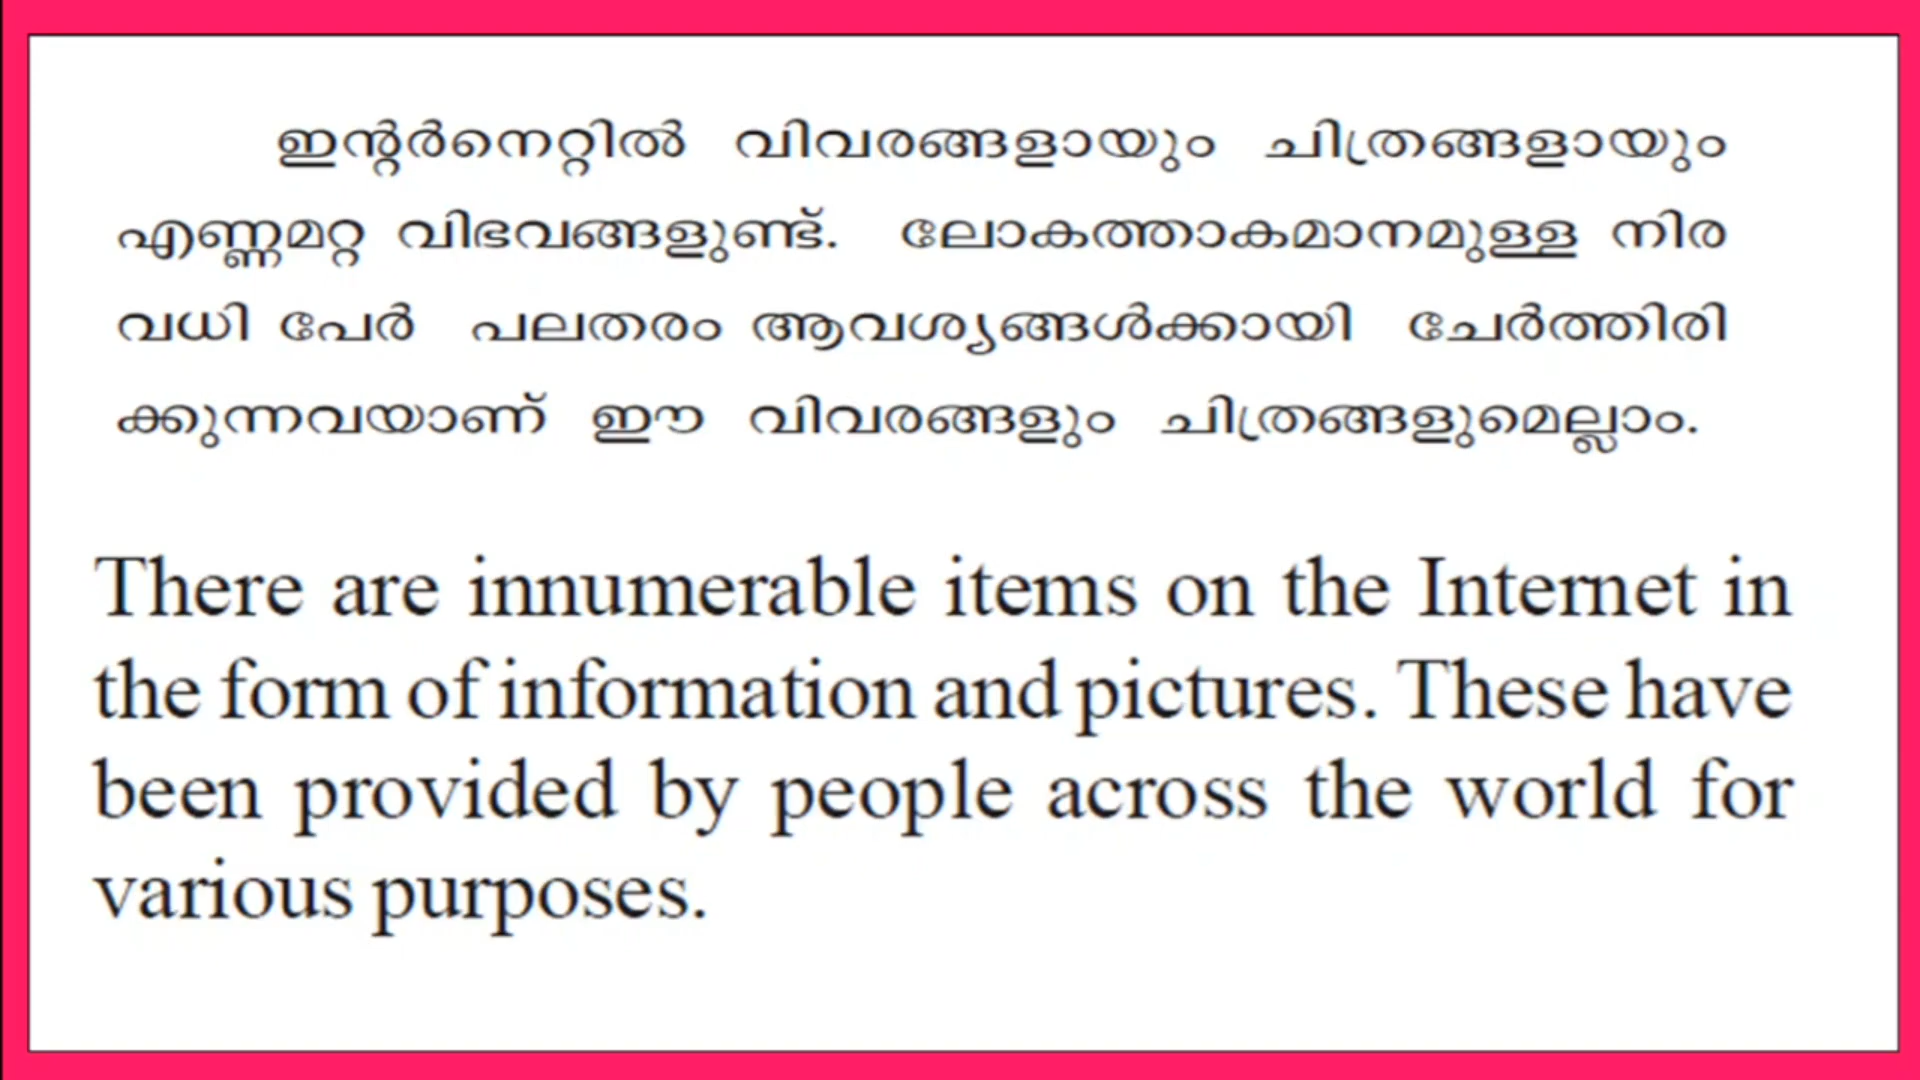 ഇന്റർനെറ്റിൽ വിവരങ്ങളായും ചിത്രങ്ങളായും
എണ്ണമറ്റ വിഭവങ്ങളുണ്ട്. ലോകത്താകമാനമുള്ള നിര
വധി പേർ പലതരം ആവശ്യങ്ങൾക്കായി ചേർത്തിരി
ക്കുന്നവയാണ് ഈ വിവരങ്ങളും ചിത്രങ്ങളുമെല്ലാം.
There are innumerable items on the Internet in
the form of information and pictures. These have
been provided by people across the world for
various purposes.